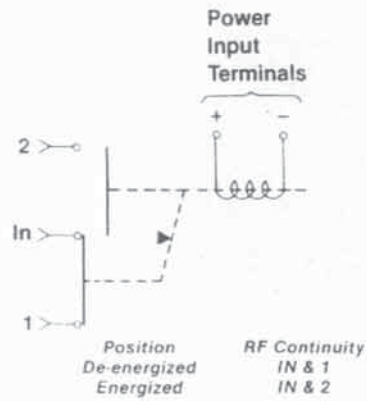 Power
Input
Terminals
+ −
2
In
1
Position RF Continuity
De-energized IN & 1
Energized IN & 2